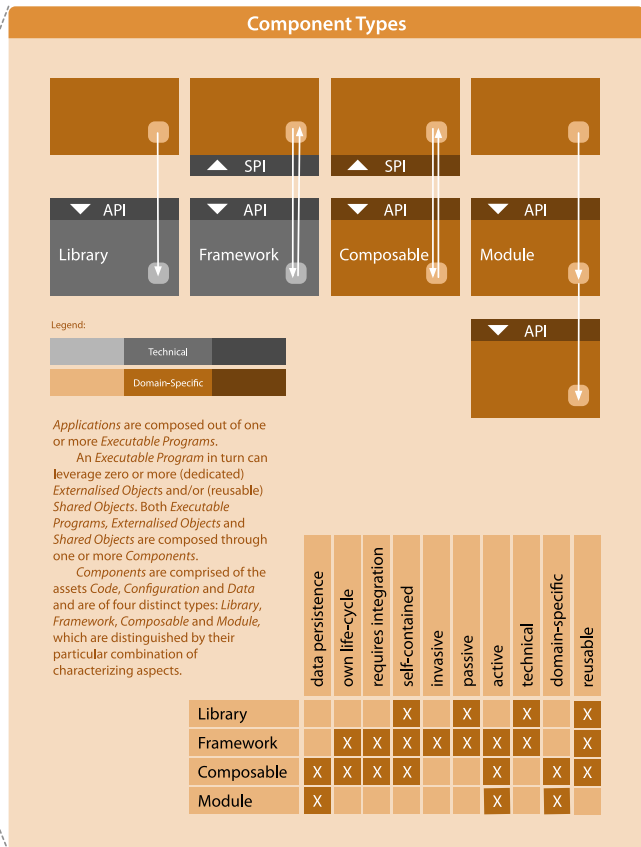 Component Types
SPI
SPI
API
API
API
API
Library
Framework
Composable
Module
API
Legend:
Technical
Domain-Specific
Applications are composed out of one
or more Executable Programs.
An Executable Program in turn can
leverage zero or more (dedicated)
Externalised Objects and/or (reusable)
Shared Objects. Both Executable
Programs, Externalised Objects and
Shared Objects are composed through
one or more Components.
Components are comprised of the
assets Code, Configuration and Data
and are of four distinct types: Library,
Framework, Composable and Module,
which are distinguished by their
particular combination of
characterizing aspects.
data persistence
own life-cycle
requires integration
self-contained
invasive
passive
active
technical
domain-specific
reusable
Library X X X X
Framework X X X X X X X X
Composable X X X X X X X
Module X X X